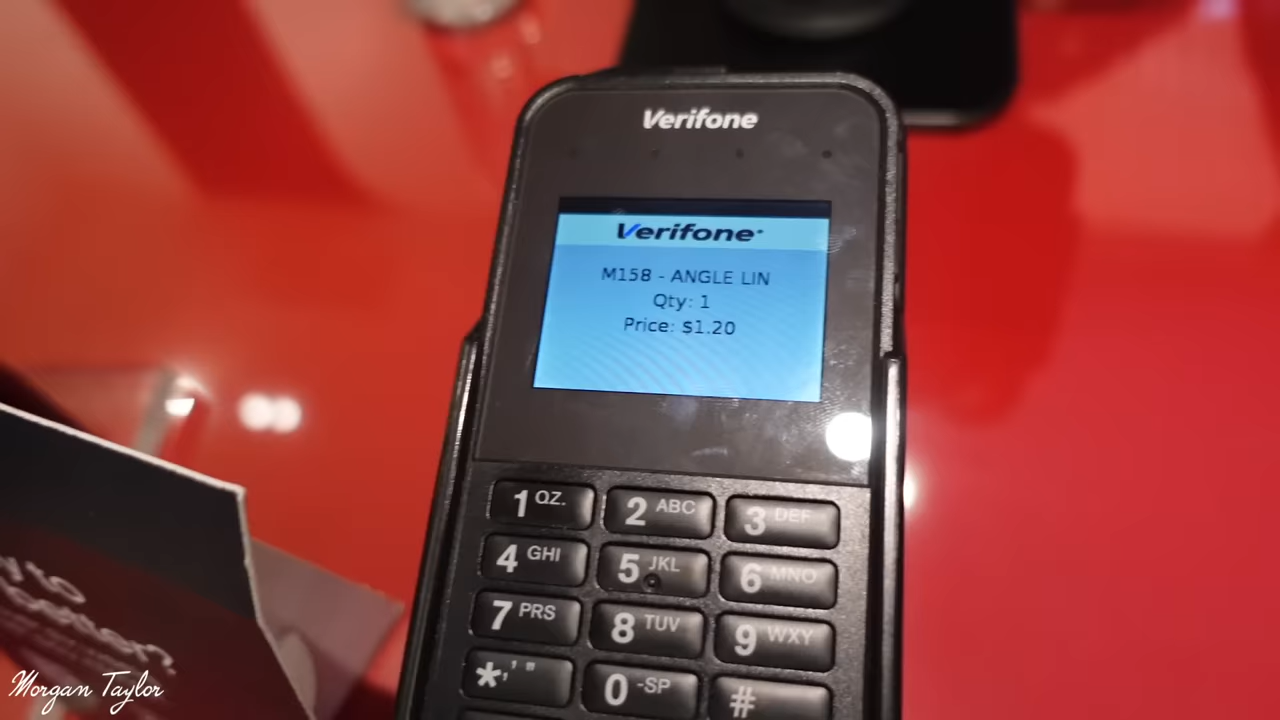 Verifone
Verifone
M158 - ANGLE LIN
Qty: 1
Price: $1.20
1 QZ.
2 ABC
3 DEF
4 GHI
5 JKL
6 MNO
7 PRS
8 TUV
9 WXY
*,'"
0 -SP
#
Morgan Taylor